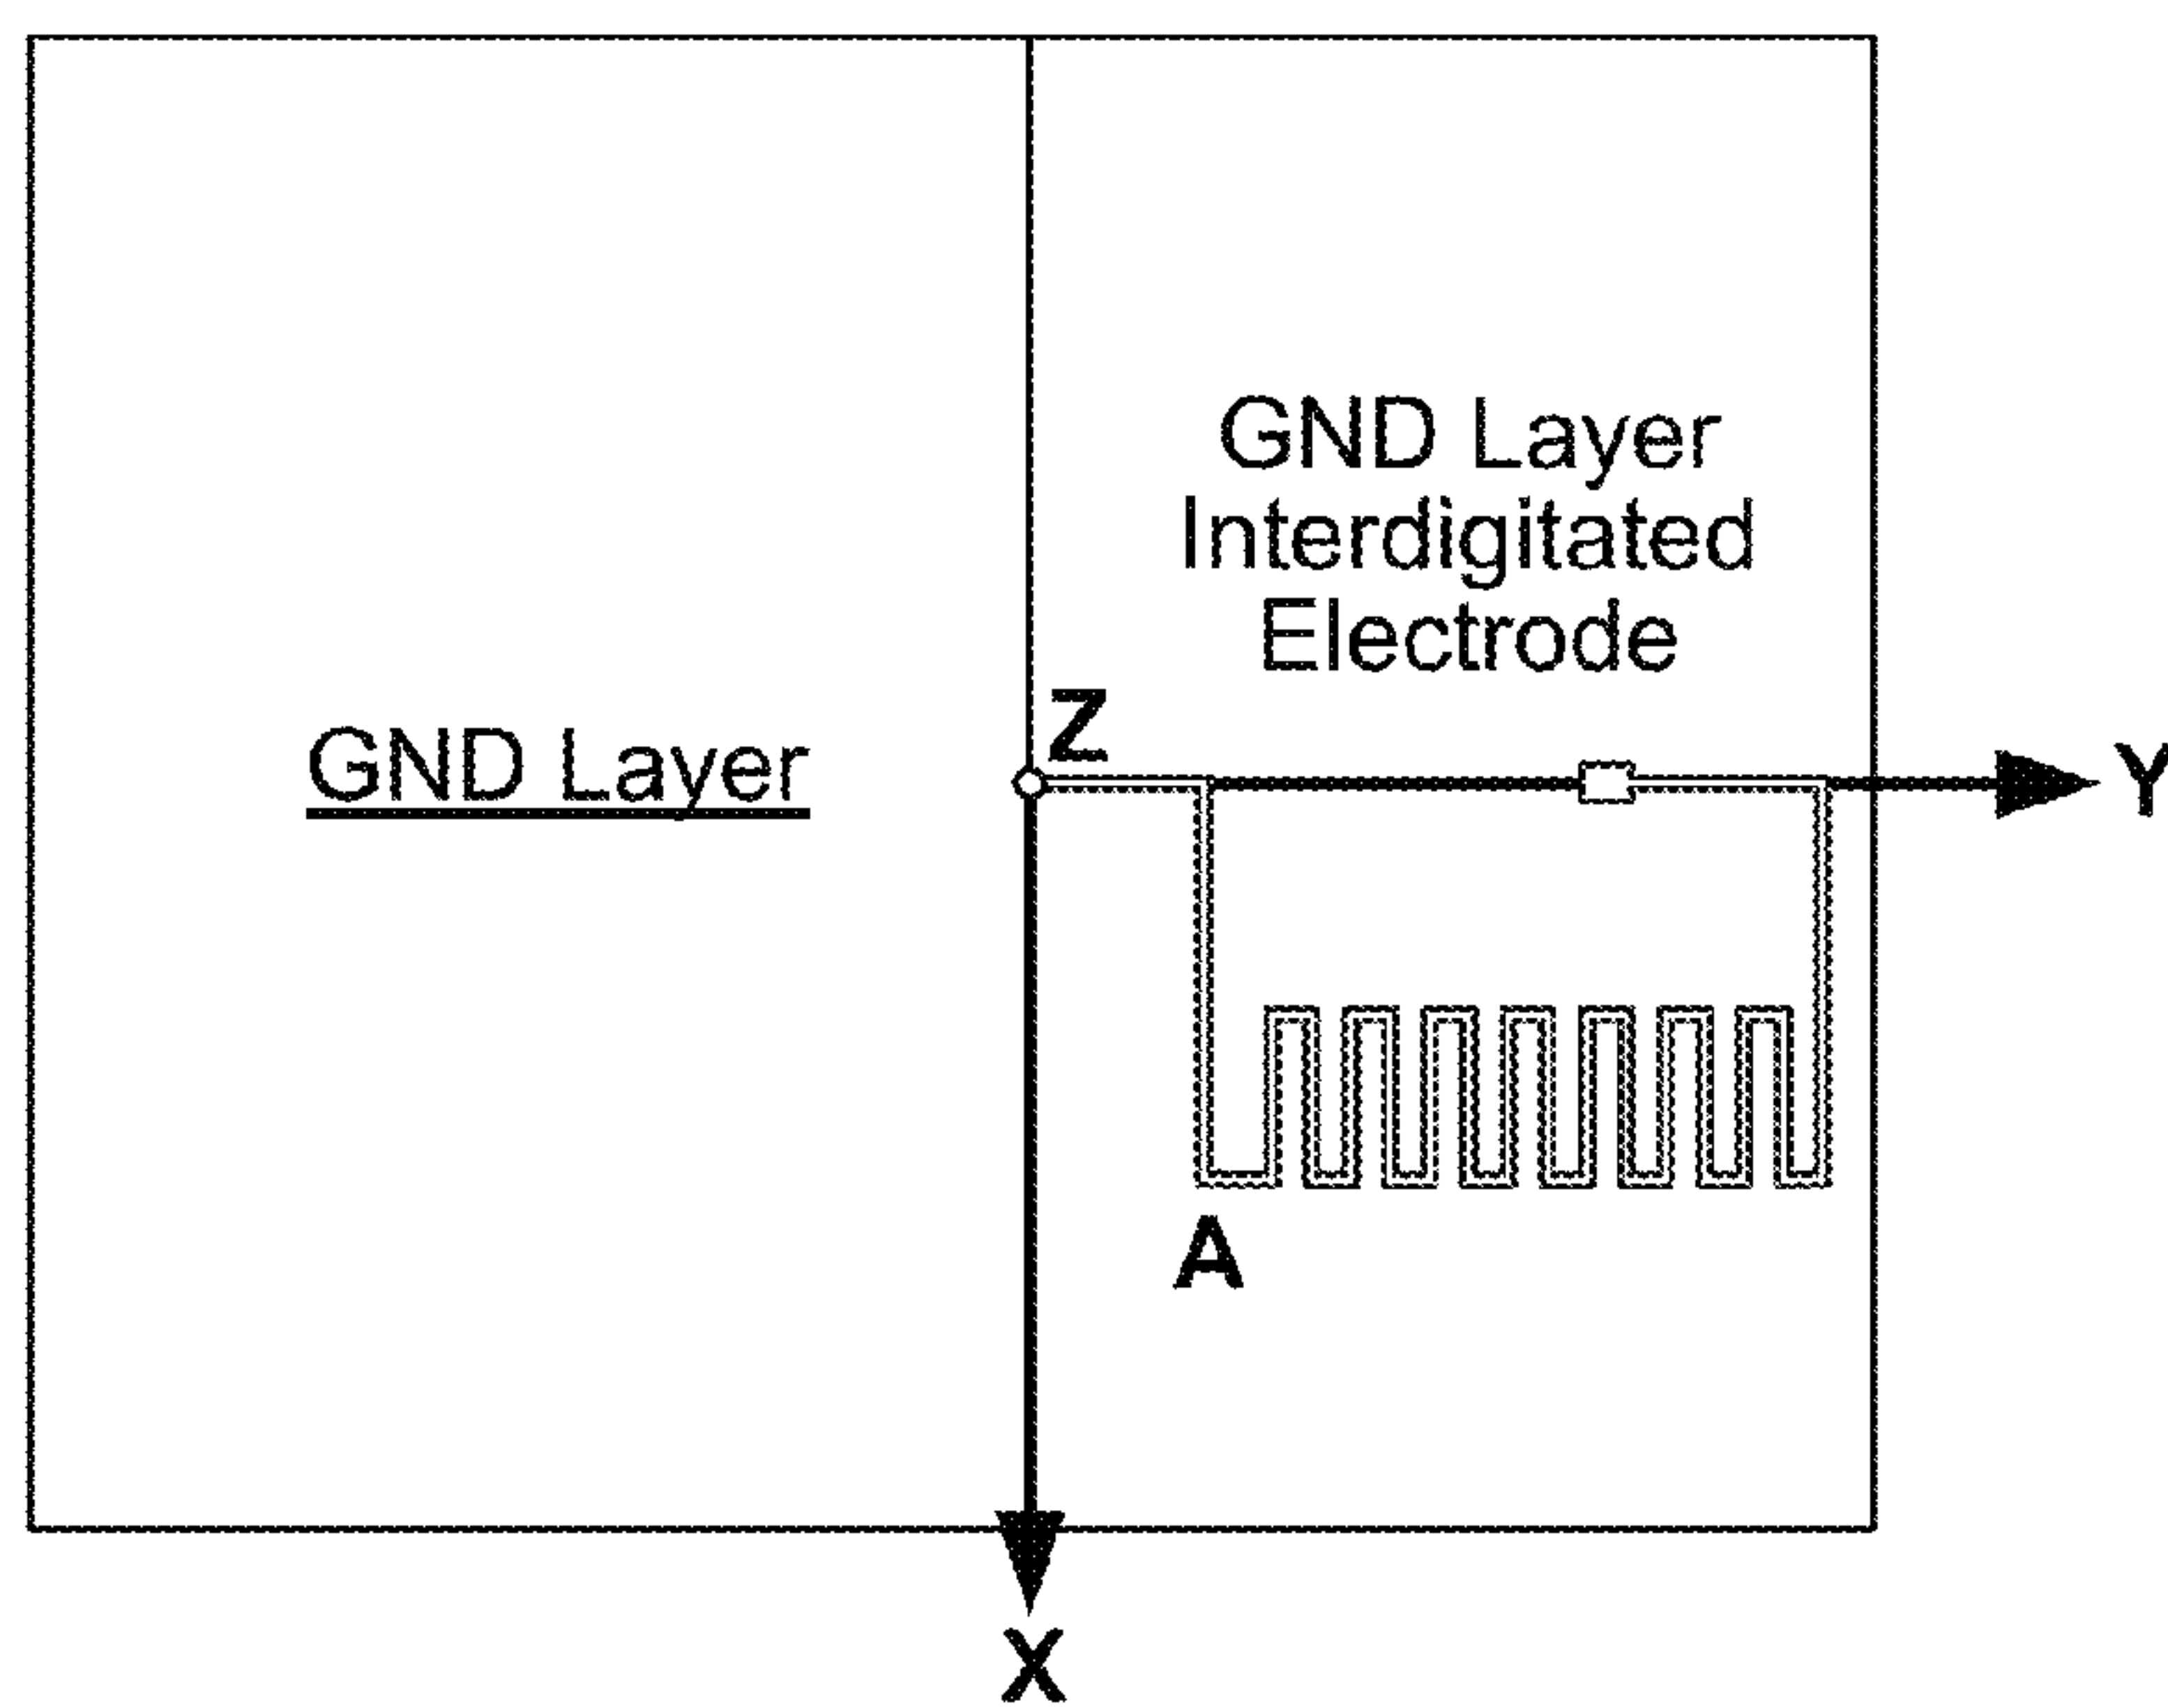 GND Layer
Interdigitated
Electrode
Z
GND Layer
Y
A
X